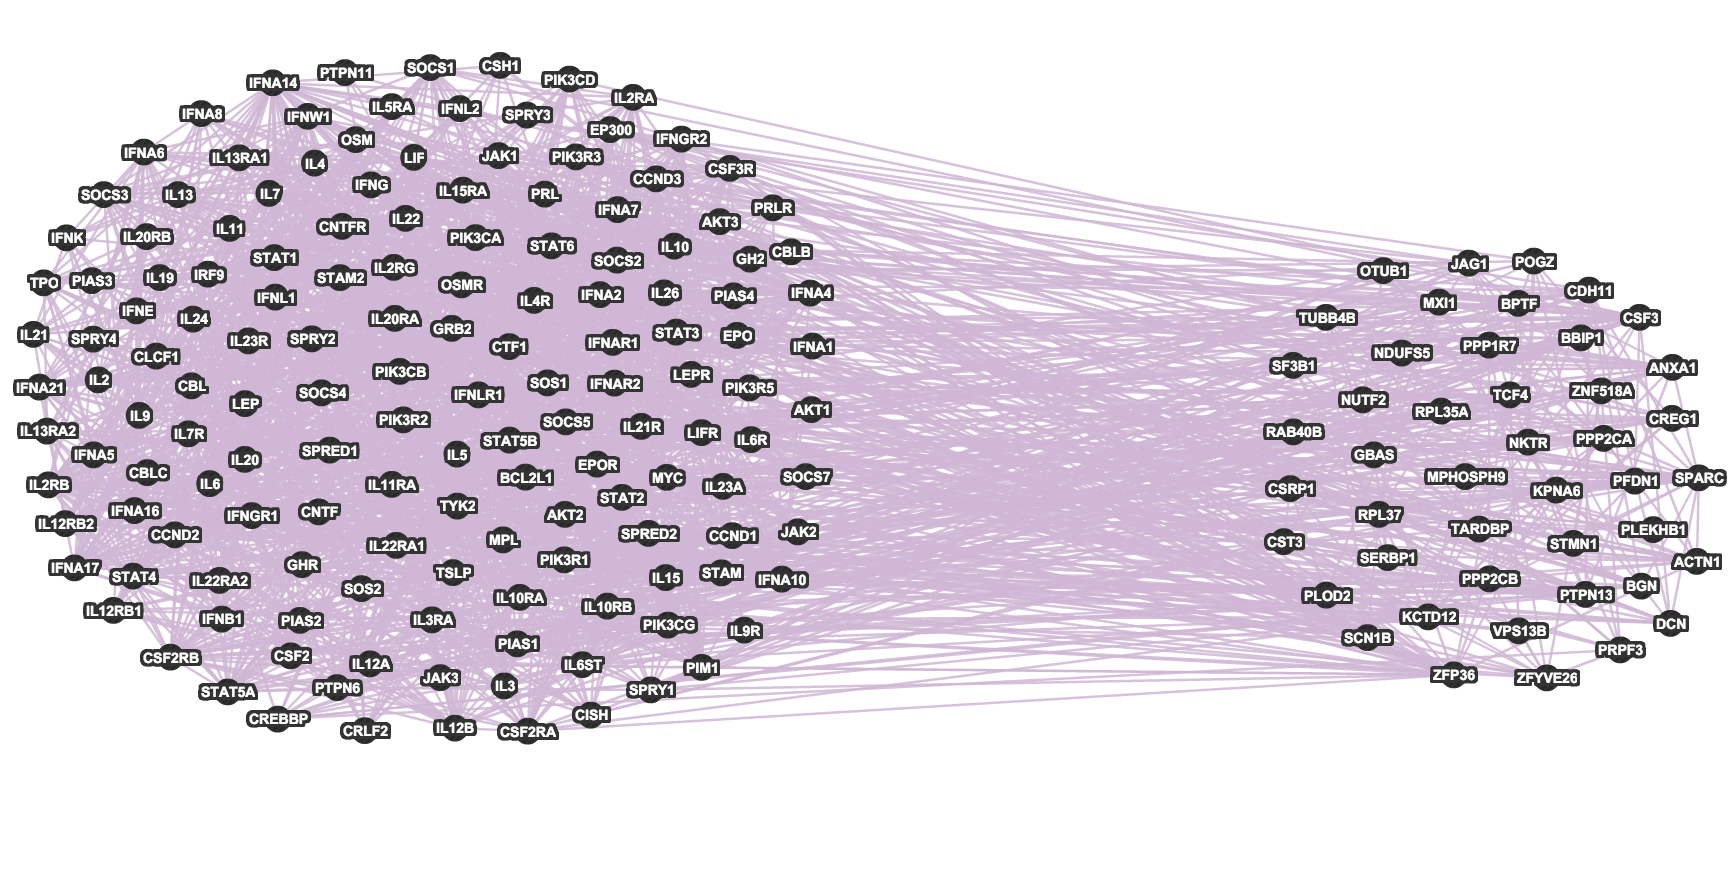 CSH1
SOCS1
PTPN11
PIK3CD
IFNA14
IL2RA
IL5RA
IFNL2
IFNA8
IFNW1
SPRY3
EP300
OSM
IFNGR2
IFNA6
IL13RA1
IL4
LIF
JAK1
PIK3R3
CSF3R
SOCS3
IL13
IL7
IFNG
IL15RA
PRL
CCND3
IFNA7
PRLR
IFNK
IL20RB
IL11
CNTFR
IL22
PIK3CA
STAT6
IL10
AKT3
CBLB
STAT1
SOCS2
GH2
TPO
PIAS3
IL19
IRF9
STAM2
IL2RG
OSMR
IFNE
IFNL1
IL4R
IFNA2
IL26
PIAS4
IFNA4
IL21
SPRY4
IL24
IL23R
SPRY2
IL20RA
GRB2
CTF1
IFNAR1
STAT3
EPO
IFNA1
CLCF1
IFNA21
IL2
CBL
LEP
SOCS4
PIK3CB
IFNLR1
SOS1
IFNAR2
LEPR
PIK3R5
IL9
PIK3R2
SOCS5
AKT1
IL13RA2
IL7R
STAT5B
IL21R
LIFR
IL6R
IFNA5
CBLC
IL20
SPRED1
IL5
EPOR
IL2RB
IL6
IL11RA
BCL2L1
MYC
IL23A
SOCS7
IL12RB2
IFNA16
IFNGR1
CNTF
TYK2
AKT2
STAT2
CCND2
IL22RA1
MPL
SPRED2
CCND1
JAK2
IFNA17
STAT4
IL22RA2
GHR
SOS2
TSLP
PIK3R1
IL15
STAM
IFNA10
IL12RB1
IFNB1
PIAS2
IL3RA
IL10RA
IL10RB
PIK3CG
IL9R
CSF2RB
CSF2
IL12A
PIAS1
IL6ST
PIM1
STAT5A
PTPN6
JAK3
IL3
SPRY1
CREBBP
CRLF2
IL12B
CSF2RA
CISH
OTUB1
JAG1
POGZ
CDH11
TUBB4B
MXI1
BPTF
CSF3
SF3B1
NDUFS5
PPP1R7
BBIP1
ANXA1
NUTF2
RPL35A
TCF4
ZNF518A
CREG1
RAB40B
GBAS
NKTR
PPP2CA
CSRP1
MPHOSPH9
KPNA6
PFDN1
SPARC
RPL37
TARDBP
PLEKHB1
CST3
SERBP1
STMN1
ACTN1
PLOD2
PPP2CB
PTPN13
BGN
SCN1B
KCTD12
VPS13B
DCN
PRPF3
ZFP36
ZFYVE26